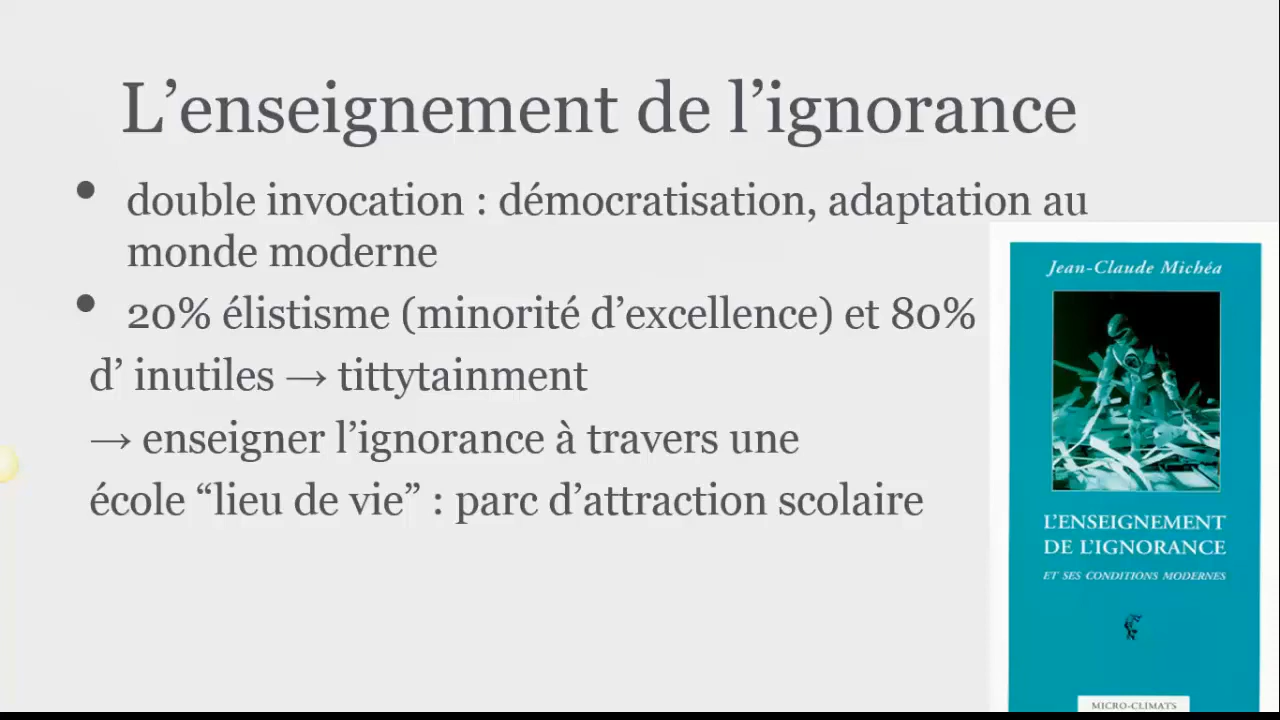 L’enseignement de l’ignorance
• double invocation : démocratisation, adaptation au
monde moderne
• 20% élistisme (minorité d’excellence) et 80%
d’ inutiles → tittytainment
→ enseigner l’ignorance à travers une
école “lieu de vie” : parc d’attraction scolaire
Jean-Claude Michéa
L’ENSEIGNEMENT
DE L’IGNORANCE
ET SES CONDITIONS MODERNES
MICRO-CLIMATS